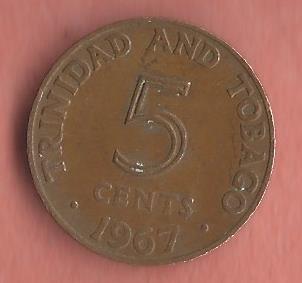 TRINIDAD AND TOBAGO
5
CENTS
· 1967 ·